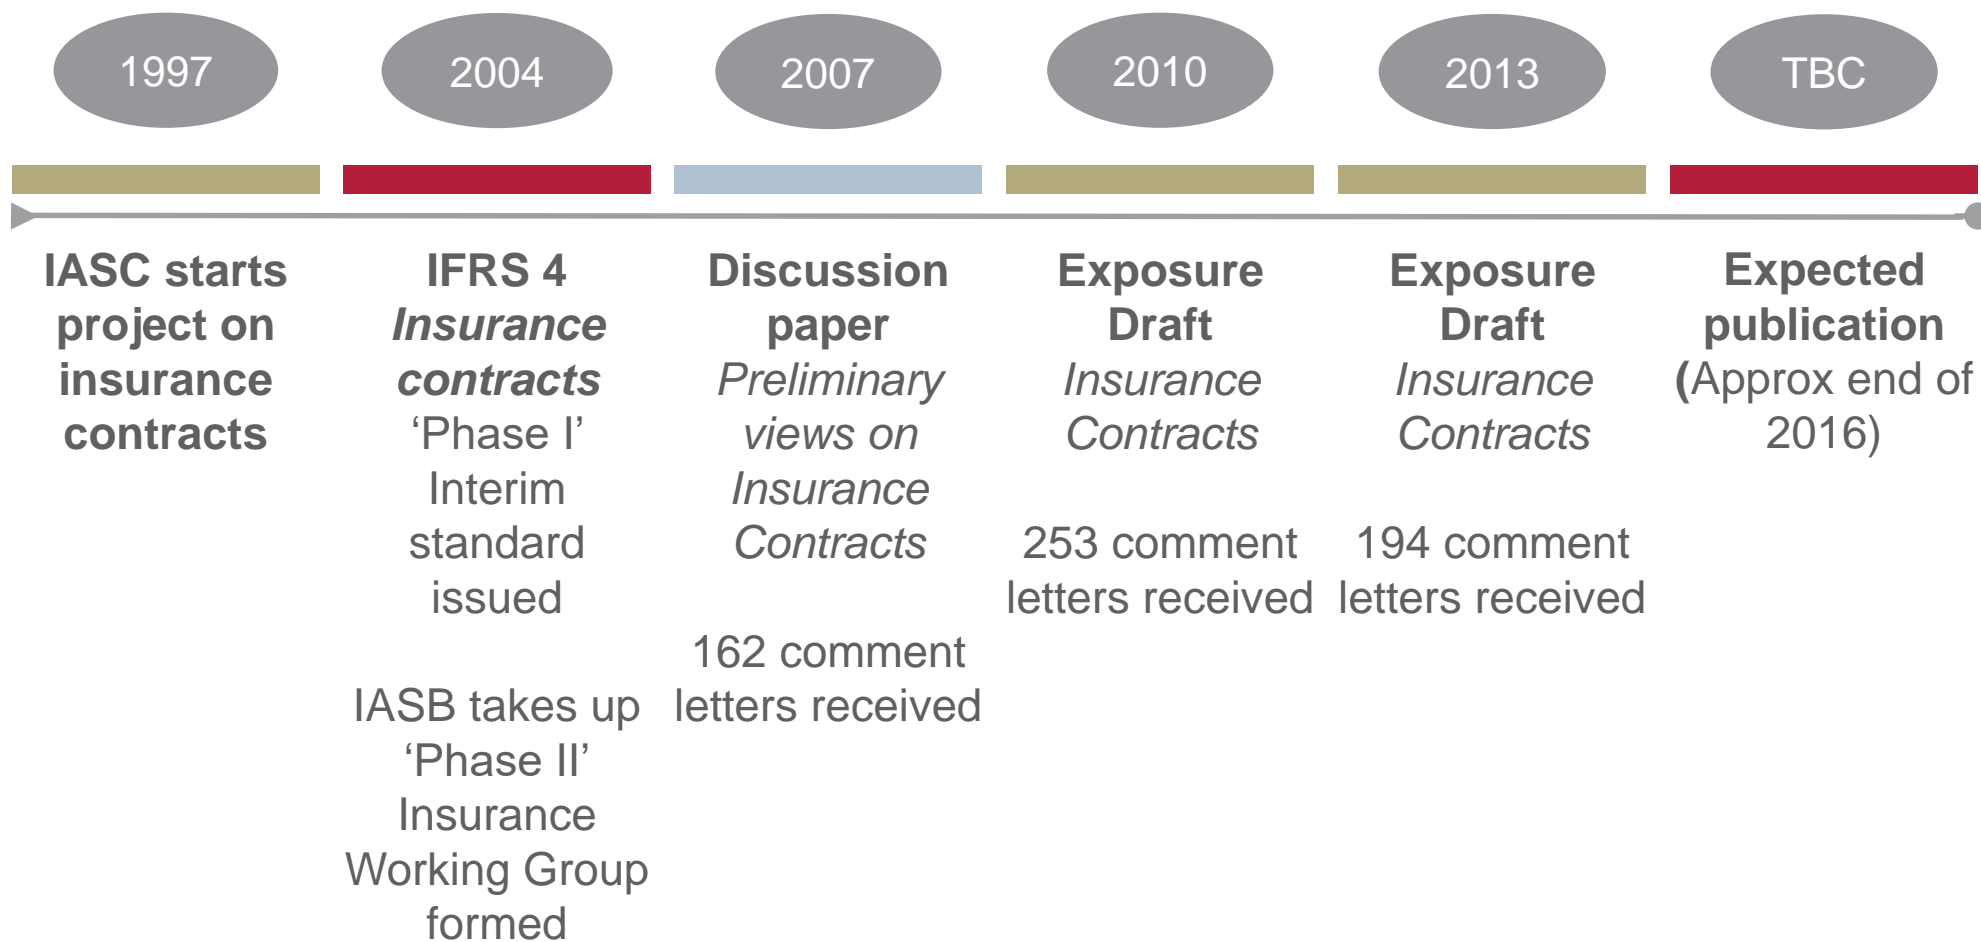 1997
2004
2007
2010
2013
TBC
IASC starts
project on
insurance
contracts
IFRS 4
Insurance
contracts
‘Phase I’
Interim
standard
issued
IASB takes up
‘Phase II’
Insurance
Working Group
formed
Discussion
paper
Preliminary
views on
Insurance
Contracts
162 comment
letters received
Exposure
Draft
Insurance
Contracts
253 comment
letters received
Exposure
Draft
Insurance
Contracts
194 comment
letters received
Expected
publication
(Approx end of
2016)